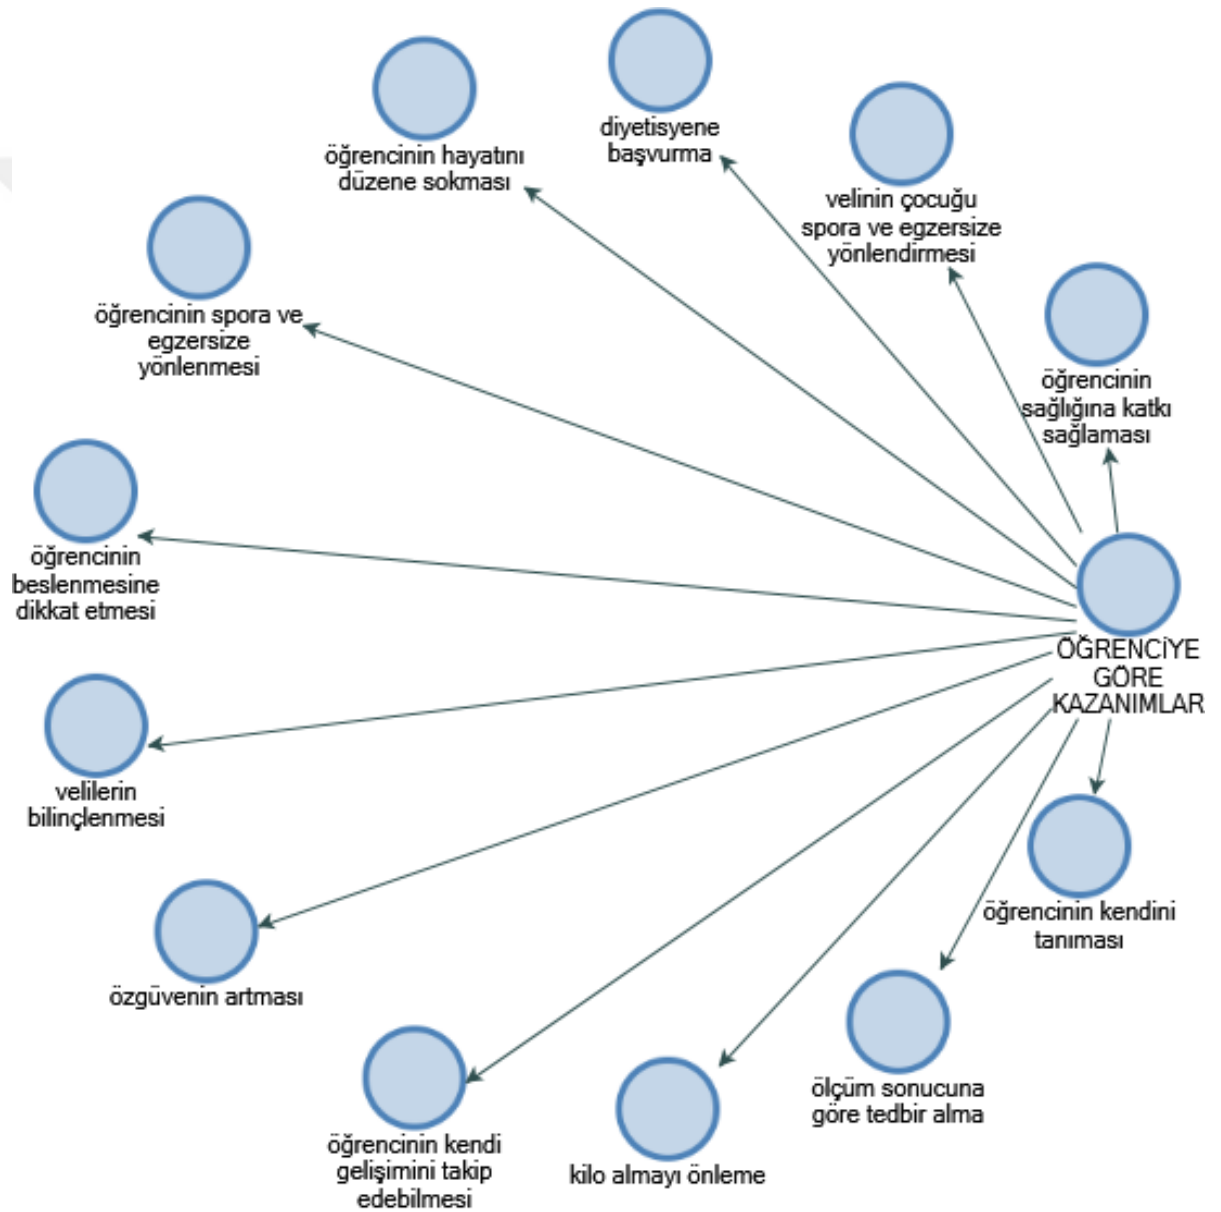 diyetisyene
başvurma
öğrencinin hayatını
düzene sokması
velinin çocuğu
spora ve egzersize
yönlendirmesi
öğrencinin spora ve
egzersize
yönlenmesi
öğrencinin
sağlığına katkı
sağlaması
öğrencinin
beslenmesine
dikkat etmesi
ÖĞRENCİYE
GÖRE
KAZANIMLAR
velilerin
bilinçlenmesi
öğrencinin kendini
tanıması
özgüvenin artması
ölçüm sonucuna
göre tedbir alma
öğrencinin kendi
gelişimini takip
edebilmesi
kilo almayı önleme